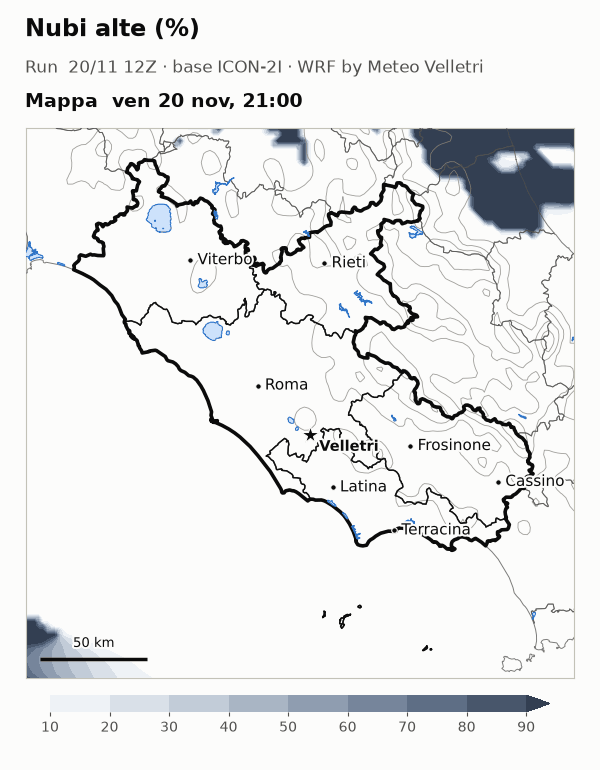 Nubi alte (%)
Run  20/11 12Z · base ICON-2I · WRF by Meteo Velletri
Mappa  ven 20 nov, 21:00
Viterbo
Rieti
Roma
Velletri
Frosinone
Cassino
Latina
Terracina
50 km
10 20 30 40 50 60 70 80 90